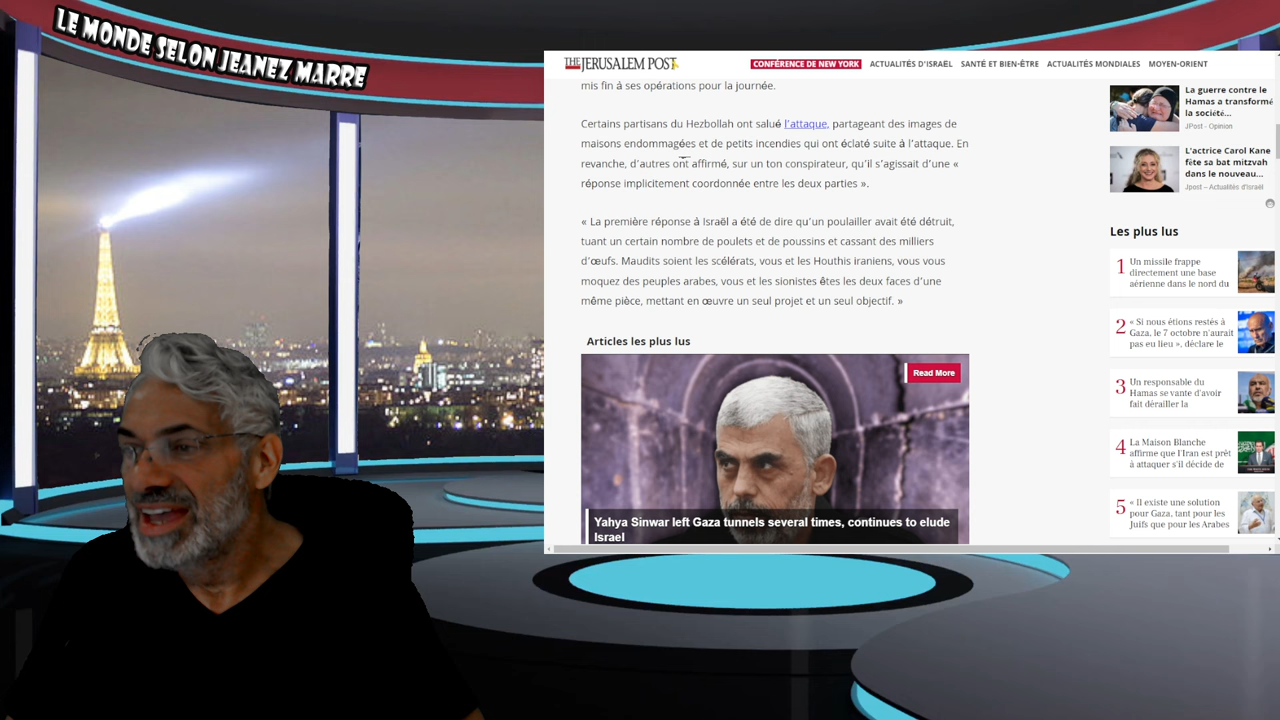 LE MONDE SELON JEANEZ MARRE
THE JERUSALEM POST
CONFÉRENCE DE NEW YORK ACTUALITÉS D'ISRAËL SANTÉ ET BIEN-ÊTRE ACTUALITÉS MONDIALES MOYEN-ORIENT
mis fin à ses opérations pour la journée.
Certains partisans du Hezbollah ont salué l'attaque, partageant des images de
maisons endommagées et de petits incendies qui ont éclaté suite à l'attaque. En
revanche, d'autres ont affirmé, sur un ton conspirateur, qu'il s'agissait d'une «
réponse implicitement coordonnée entre les deux parties ».
« La première réponse à Israël a été de dire qu'un poulailler avait été détruit,
tuant un certain nombre de poulets et de poussins et cassant des milliers
d'œufs. Maudits soient les scélérats, vous et les Houthis iraniens, vous vous
moquez des peuples arabes, vous et les sionistes êtes les deux faces d'une
même pièce, mettant en œuvre un seul projet et un seul objectif. »
Articles les plus lus
Read More
Yahya Sinwar left Gaza tunnels several times, continues to elude
Israel
La guerre contre le
Hamas a transformé
la société...
JPost - Opinion
L'actrice Carol Kane
fête sa bat mitzvah
dans le nouveau...
Jpost – Actualités d'Israël
Les plus lus
1 Un missile frappe
directement une base
aérienne dans le nord du
2 « Si nous étions restés à
Gaza, le 7 octobre n'aurait
pas eu lieu », déclare le
3 Un responsable du
Hamas se vante d'avoir
fait dérailler la
4 La Maison Blanche
affirme que l'Iran est prêt
à attaquer s'il décide de
5 « Il existe une solution
pour Gaza, tant pour les
Juifs que pour les Arabes